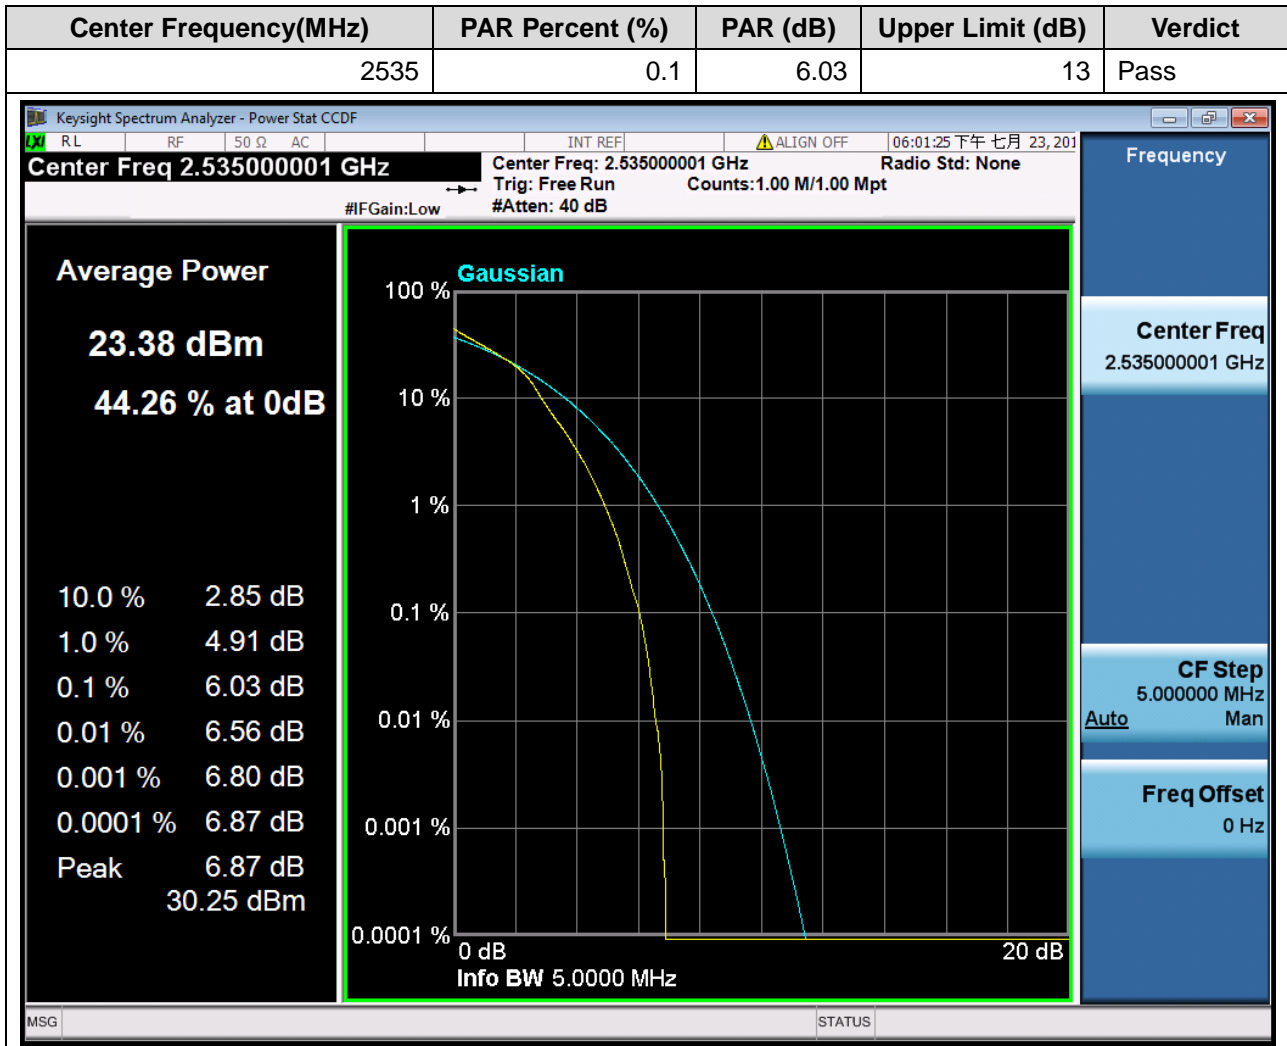 Center Frequency(MHz) PAR Percent (%) PAR (dB) Upper Limit (dB) Verdict
2535 0.1 6.03 13 Pass
Keysight Spectrum Analyzer - Power Stat CCDF
LXI RL RF 50 Ω AC INT REF ALIGN OFF 06:01:25下午 七月 23, 201
Center Freq 2.535000001 GHz
Center Freq: 2.535000001 GHz Radio Std: None
Trig: Free Run Counts:1.00 M/1.00 Mpt
#IFGain:Low #Atten: 40 dB
Average Power
23.38 dBm
44.26 % at 0dB
10.0 % 2.85 dB
1.0 % 4.91 dB
0.1 % 6.03 dB
0.01 % 6.56 dB
0.001 % 6.80 dB
0.0001 % 6.87 dB
Peak 6.87 dB
30.25 dBm
Gaussian
100 %
10 %
1 %
0.1 %
0.01 %
0.001 %
0.0001 %
0 dB 20 dB
Info BW 5.0000 MHz
Frequency
Center Freq
2.535000001 GHz
CF Step
5.000000 MHz
Auto Man
Freq Offset
0 Hz
MSG STATUS